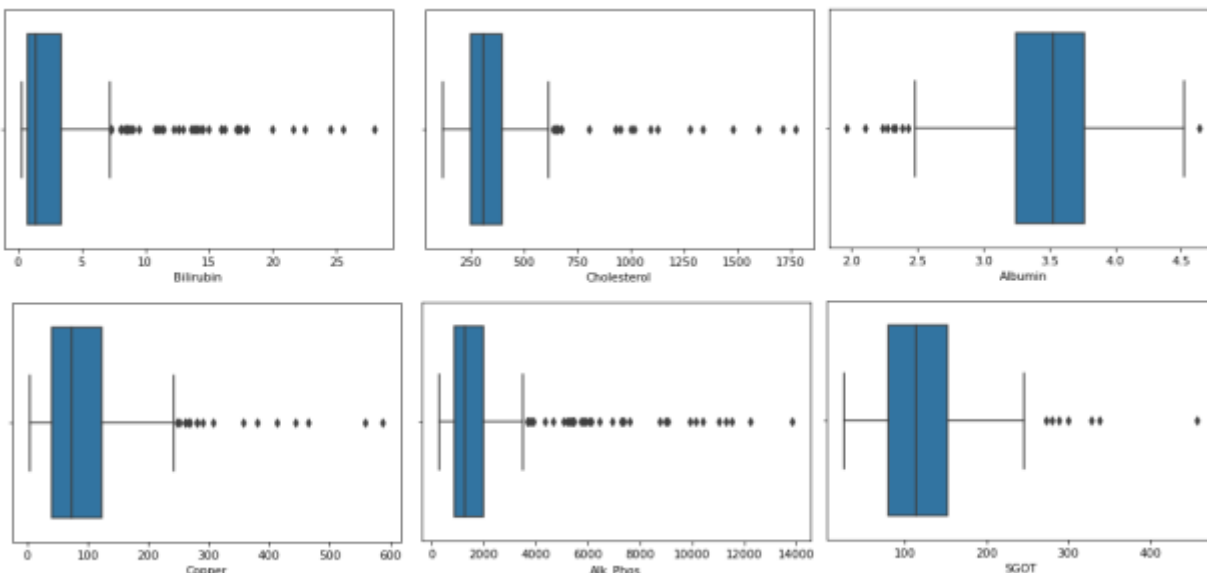 0 5 10 15 20 25
Bilirubin
250 500 750 1000 1250 1500 1750
Cholesterol
2.0 2.5 3.0 3.5 4.0 4.5
Albumin
0 100 200 300 400 500 600
Copper
0 2000 4000 6000 8000 10000 12000 14000
Alk_Phos
100 200 300 400
SGOT